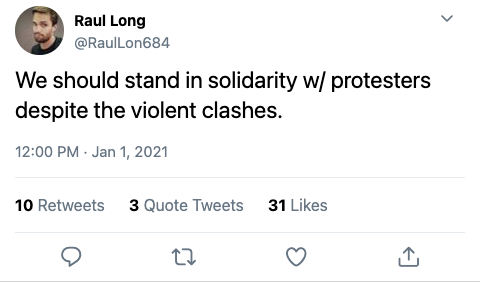 Raul Long
@RaulLon684
We should stand in solidarity w/ protesters
despite the violent clashes.
12:00 PM · Jan 1, 2021
10 Retweets 3 Quote Tweets 31 Likes